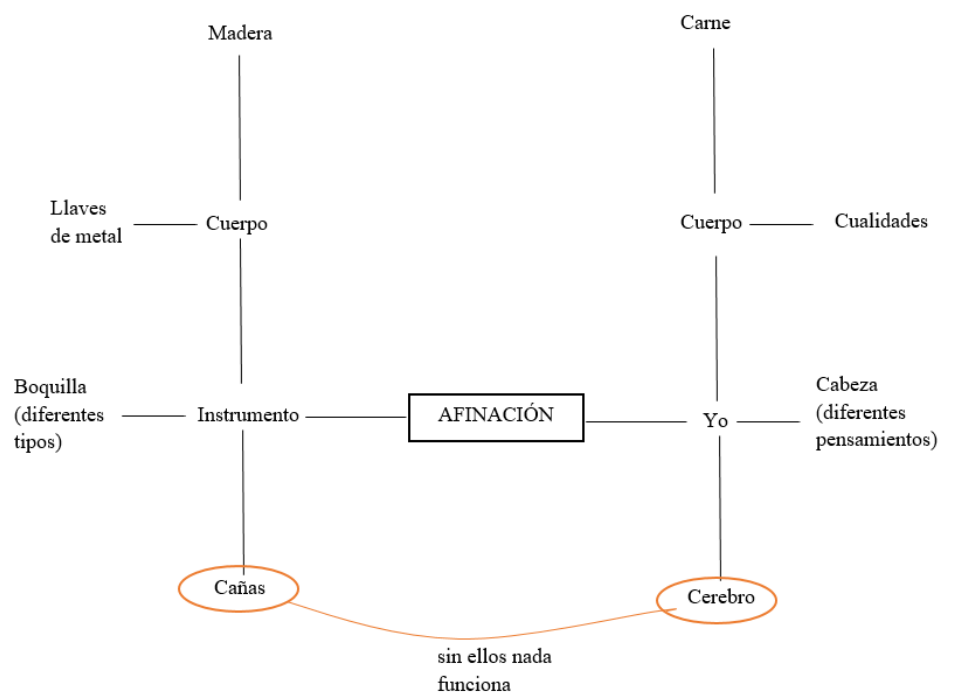 Madera
Carne
Llaves
de metal
Cuerpo
Cuerpo
Cualidades
Boquilla
(diferentes
tipos)
Instrumento
AFINACIÓN
Yo
Cabeza
(diferentes
pensamientos)
Cañas
Cerebro
sin ellos nada
funciona